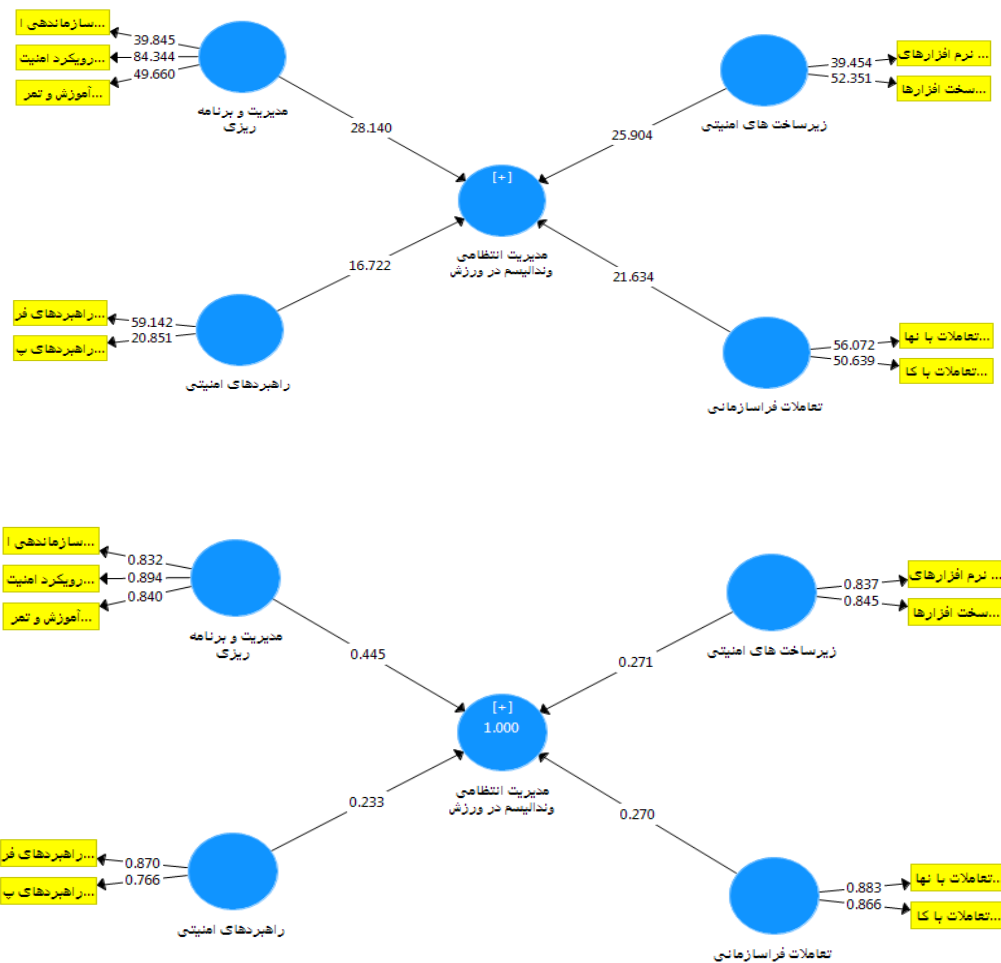 سازماندهی ا...
رویکرد امنیت...
آموزش و تمر...
39.845
84.344
49.660
مدیریت و برنامه
ریزی
28.140
نرم افزارهای ...
سخت افزارها...
39.454
52.351
زیرساخت های امنیتی
25.904
[+]
مدیریت انتظامی
وندالیسم در ورزش
راهبردهای فر...
راهبردهای پ...
59.142
20.851
راهبردهای امنیتی
16.722
تعاملات با نها...
تعاملات با کا...
56.072
50.639
تعاملات فراسازمانی
21.634
سازماندهی ا...
رویکرد امنیت...
آموزش و تمر...
0.832
0.894
0.840
مدیریت و برنامه
ریزی
0.445
نرم افزارهای ...
سخت افزارها...
0.837
0.845
زیرساخت های امنیتی
0.271
[+]
1.000
مدیریت انتظامی
وندالیسم در ورزش
راهبردهای فر...
راهبردهای پ...
0.870
0.766
راهبردهای امنیتی
0.233
تعاملات با نها...
تعاملات با کا...
0.883
0.866
تعاملات فراسازمانی
0.270